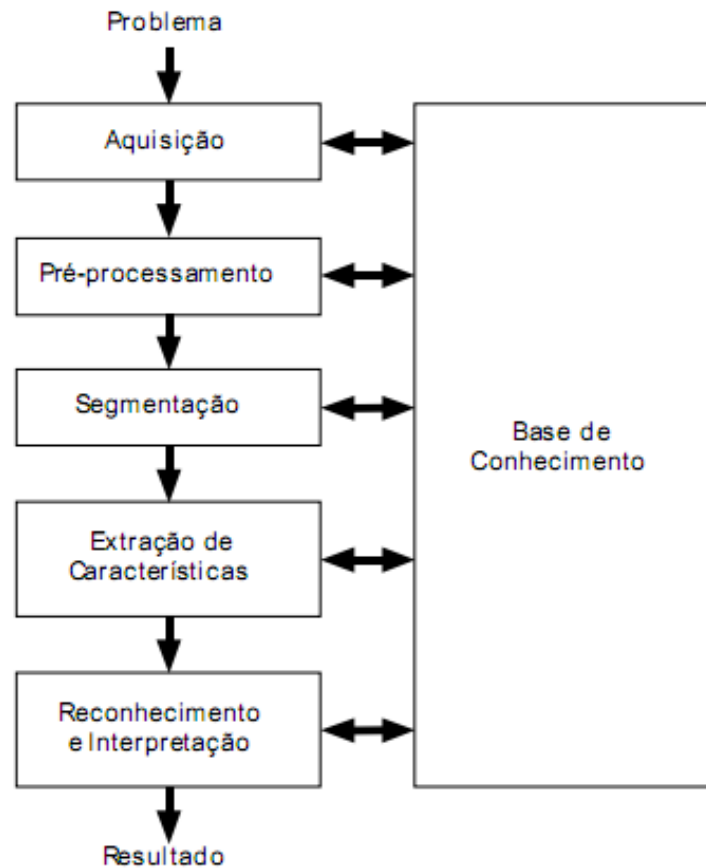 Problema
Aquisição
Pré-processamento
Segmentação
Extração de
Características
Reconhecimento
e Interpretação
Resultado
Base de
Conhecimento